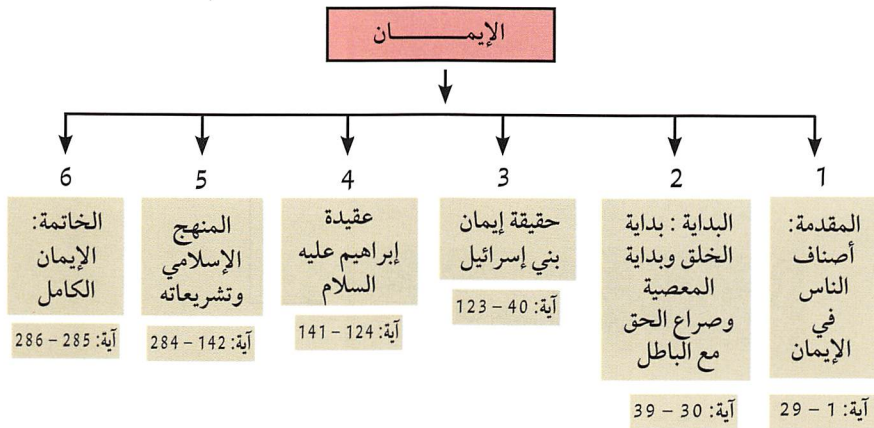 الإيمــــــــــان
1
المقدمة:
أصناف
الناس
في
الإيمان
آية: 1 – 29
2
البداية : بداية
الخلق وبداية
المعصية
وصراع الحق
مع الباطل
آية: 30 – 39
3
حقيقة إيمان
بني إسرائيل
آية: 40 – 123
4
عقيدة
إبراهيم عليه
السلام
آية: 124 – 141
5
المنهج
الإسلامي
وتشريعاته
آية: 142 – 284
6
الخاتمة:
الإيمان
الكامل
آية: 285 – 286